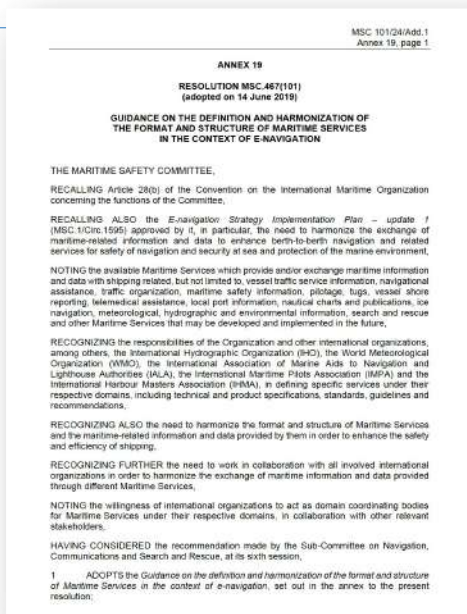 MSC 101/24/Add.1
Annex 19, page 1
ANNEX 19
RESOLUTION MSC.467(101)
(adopted on 14 June 2019)
GUIDANCE ON THE DEFINITION AND HARMONIZATION OF
THE FORMAT AND STRUCTURE OF MARITIME SERVICES
IN THE CONTEXT OF E-NAVIGATION
THE MARITIME SAFETY COMMITTEE,
RECALLING Article 28(b) of the Convention on the International Maritime Organization
concerning the functions of the Committee,
RECALLING ALSO the E-navigation Strategy Implementation Plan – update 1
(MSC.1/Circ.1595) approved by it, in particular, the need to harmonize the exchange of
maritime-related information and data to enhance berth-to-berth navigation and related
services for safety of navigation and security at sea and protection of the marine environment,
NOTING the available Maritime Services which provide and/or exchange maritime information
and data with shipping related, but not limited to, vessel traffic service information, navigational
assistance, traffic organization, maritime safety information, pilotage, tugs, vessel shore
reporting, telemedical assistance, local port information, nautical charts and publications, ice
navigation, meteorological, hydrographic and environmental information, search and rescue
and other Maritime Services that may be developed and implemented in the future,
RECOGNIZING the responsibilities of the Organization and other international organizations,
among others, the International Hydrographic Organization (IHO), the World Meteorological
Organization (WMO), the International Association of Marine Aids to Navigation and
Lighthouse Authorities (IALA), the International Maritime Pilots Association (IMPA) and the
International Harbour Masters Association (IHMA), in defining specific services under their
respective domains, including technical and product specifications, standards, guidelines and
recommendations,
RECOGNIZING ALSO the need to harmonize the format and structure of Maritime Services
and the maritime-related information and data provided by them in order to enhance the safety
and efficiency of shipping,
RECOGNIZING FURTHER the need to work in collaboration with all involved international
organizations in order to harmonize the exchange of maritime information and data provided
through different Maritime Services,
NOTING the willingness of international organizations to act as domain coordinating bodies
for Maritime Services under their respective domains, in collaboration with other relevant
stakeholders,
HAVING CONSIDERED the recommendation made by the Sub-Committee on Navigation,
Communications and Search and Rescue, at its sixth session,
1 ADOPTS the Guidance on the definition and harmonization of the format and structure
of Maritime Services in the context of e-navigation, set out in the annex to the present
resolution;